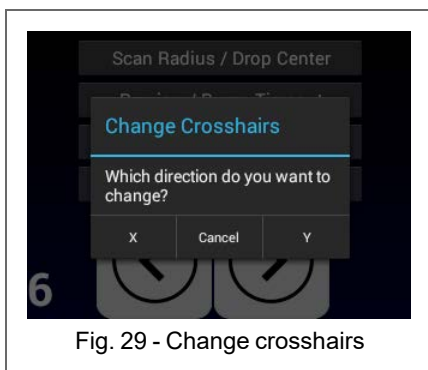 Scan Radius / Drop Center
Change Crosshairs
Which direction do you want to
change?
X Cancel Y
6
Fig. 29 - Change crosshairs